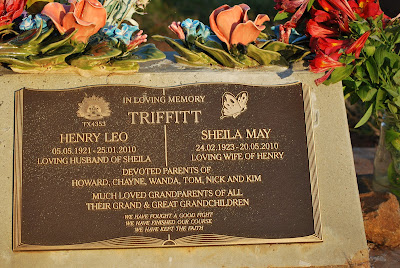 IN LOVING MEMORY
TX4353
TRIFFITT
HENRY LEO
05.05.1921 - 25.01.2010
LOVING HUSBAND OF SHEILA
SHEILA MAY
24.02.1923 - 20.05.2010
LOVING WIFE OF HENRY
DEVOTED PARENTS OF
HOWARD, CHAYNE, WANDA, TOM, NICK AND KIM
MUCH LOVED GRANDPARENTS OF ALL
THEIR GRAND & GREAT GRANDCHILDREN
WE HAVE FOUGHT A GOOD FIGHT
WE HAVE FINISHED OUR COURSE
WE HAVE KEPT THE FAITH